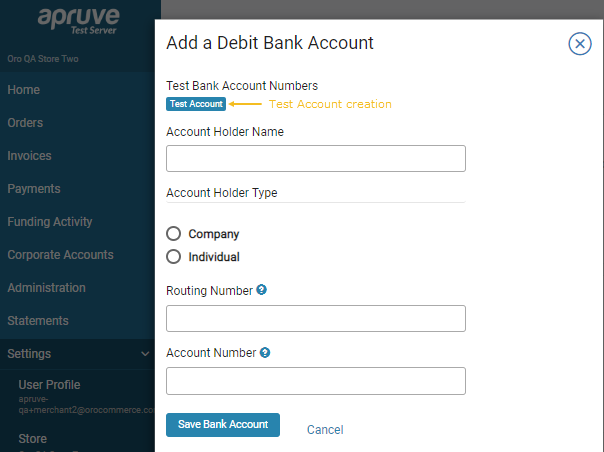 apruve
Test Server
Oro QA Store Two
Home
Orders
Invoices
Payments
Funding Activity
Corporate Accounts
Administration
Statements
Settings
User Profile
apruve-
qa+merchant2@orocommerce.co
Store
Add a Debit Bank Account
Test Bank Account Numbers
Test Account
Test Account creation
Account Holder Name
Account Holder Type
Company
Individual
Routing Number
Account Number
Save Bank Account
Cancel